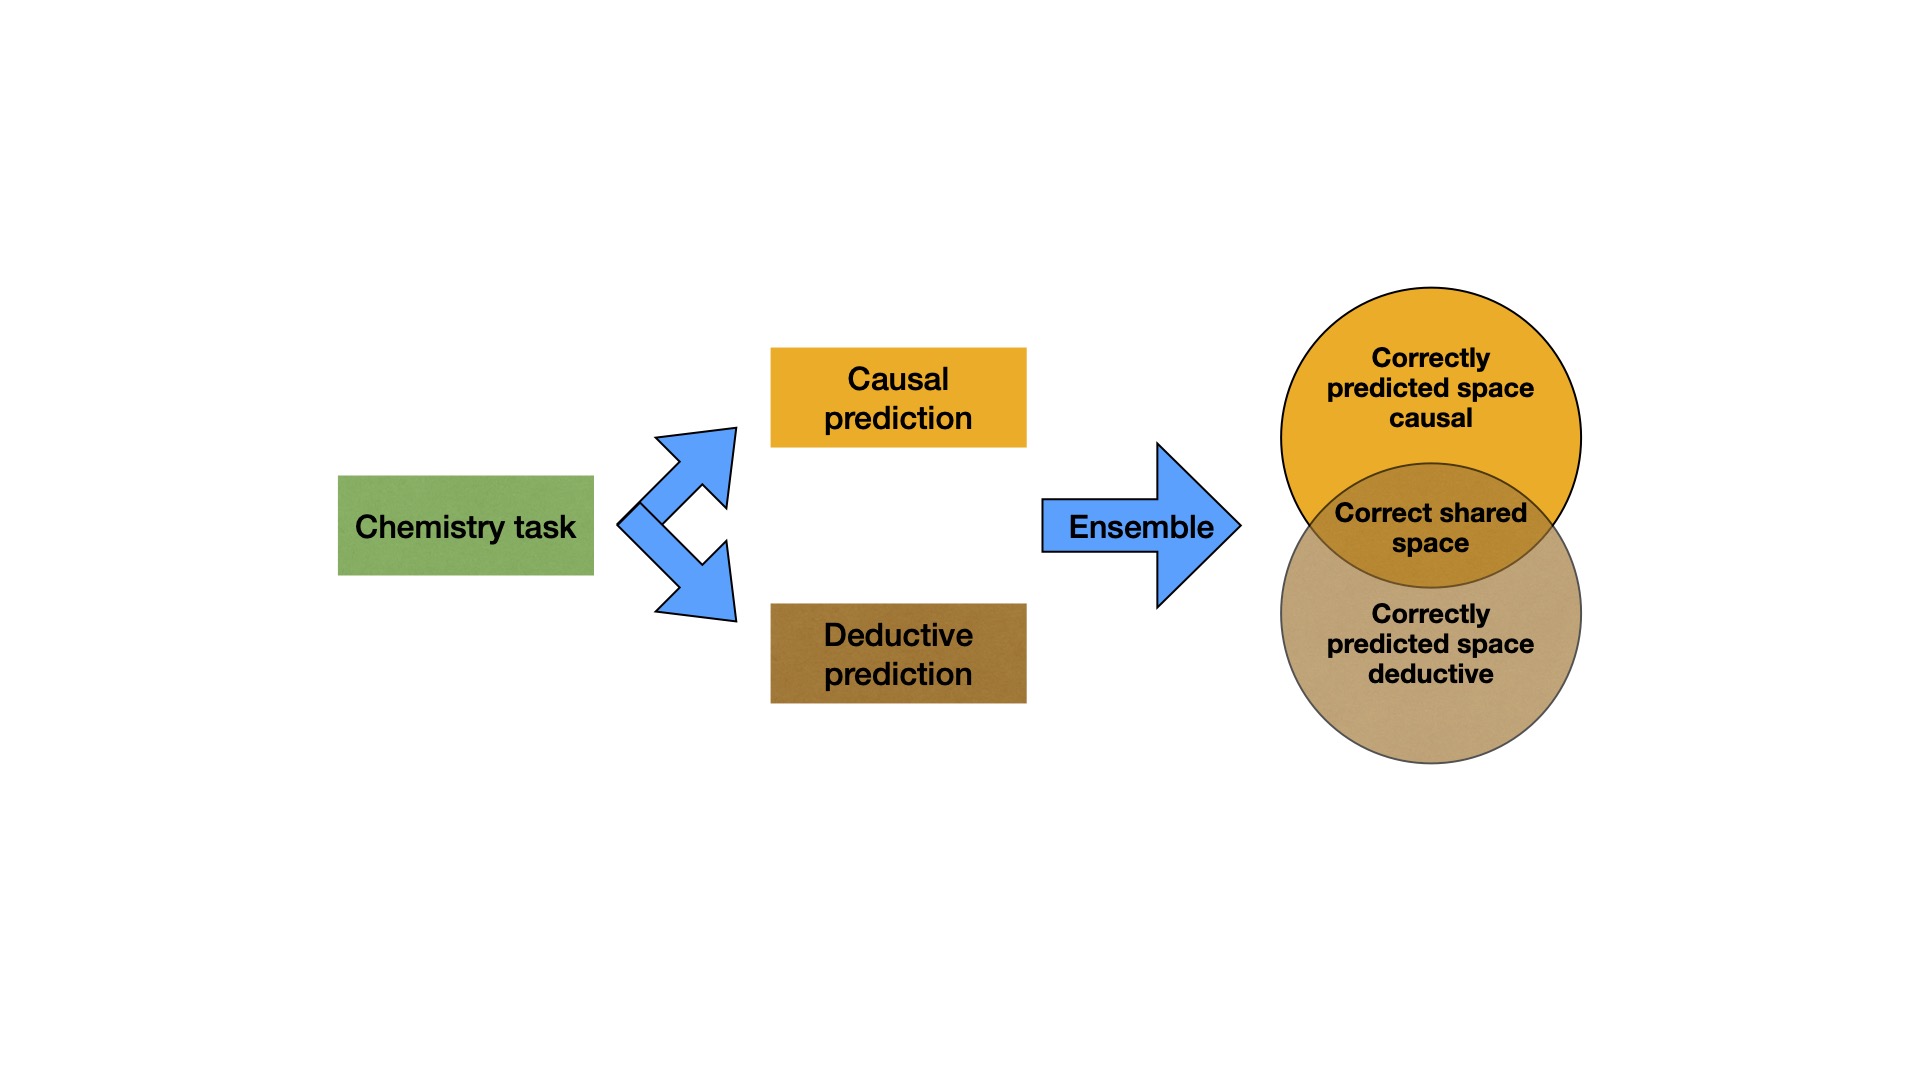 Chemistry task
Causal
prediction
Deductive
prediction
Ensemble
Correctly
predicted space
causal
Correct shared
space
Correctly
predicted space
deductive